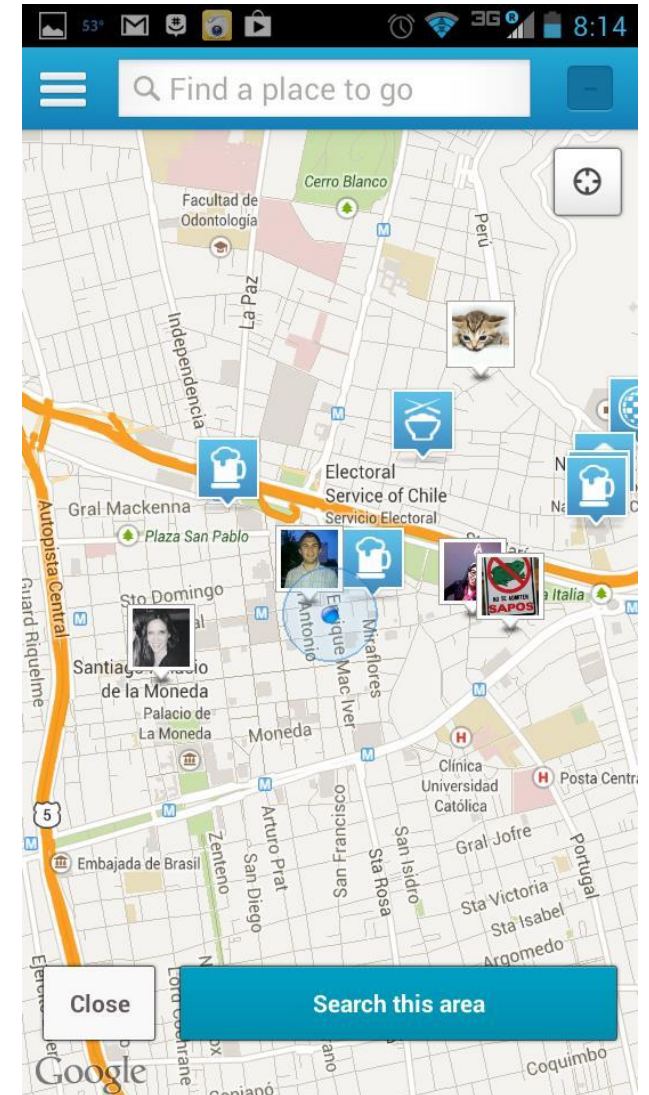 53°
3G
R
8:14
Find a place to go
Cerro Blanco
Facultad de
Odontología
M
Perú
La Paz
Independencia
M
Electoral
Service of Chile
Servicio Electoral
Gral Mackenna
Plaza San Pablo
Autopista Central
Sto Domingo
Italia
M
NO SE ADMITEN
SAPOS
Guard Riquelme
M
Antonio
Enrique Mac Iver
Miraflores
Santiago
de la Moneda
Palacio de
La Moneda
Moneda
M
M
H
Clínica
Universidad
Católica
H
Posta Centr
M
M
5
M
Embajada de Brasil
Zenteno
San Diego
Arturo Prat
San Francisco
Sta Rosa
San Isidro
Gral Jofre
Portugal
Sta Victoria
Sta Isabel
Argomedo
Close
Search this area
Google
Coquimbo
Copiapó